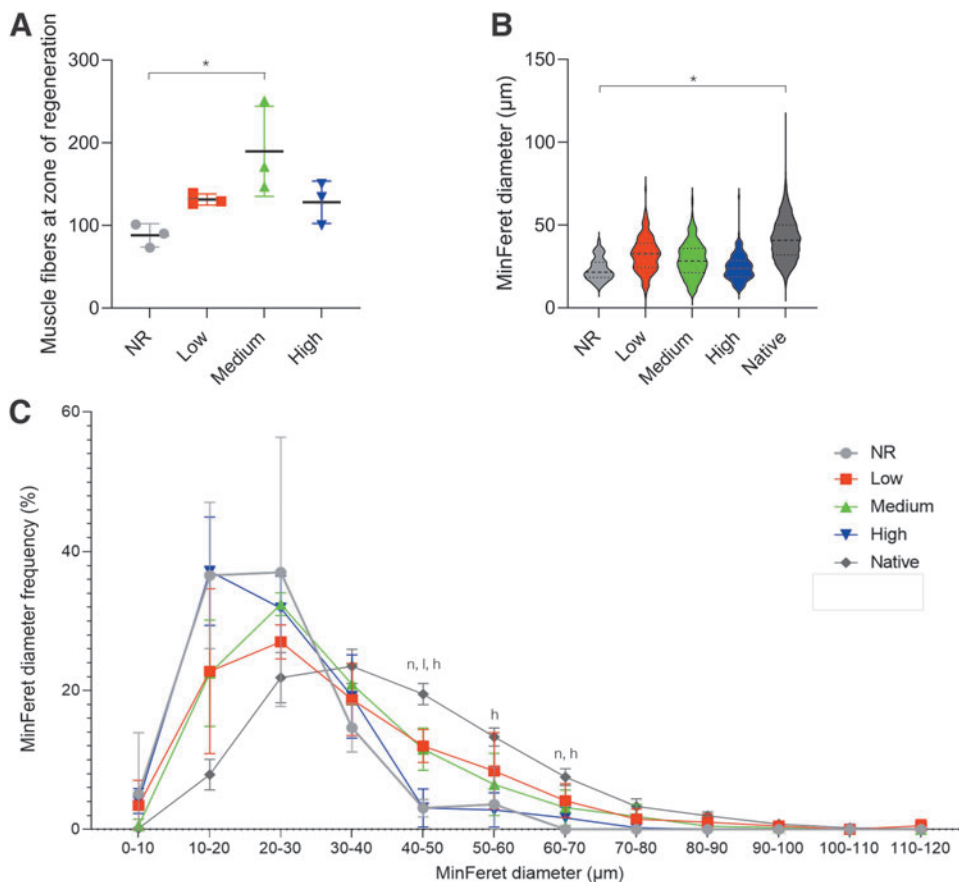 A
Muscle fibers at zone of regeneration
300
200
100
0
*
NR
Low
Medium
High
B
MinFeret diameter (µm)
150
100
50
0
*
NR
Low
Medium
High
Native
C
MinFeret diameter frequency (%)
60
40
20
0
n, l, h
h
n, h
NR
Low
Medium
High
Native
0-10
10-20
20-30
30-40
40-50
50-60
60-70
70-80
80-90
90-100
100-110
110-120
MinFeret diameter (µm)